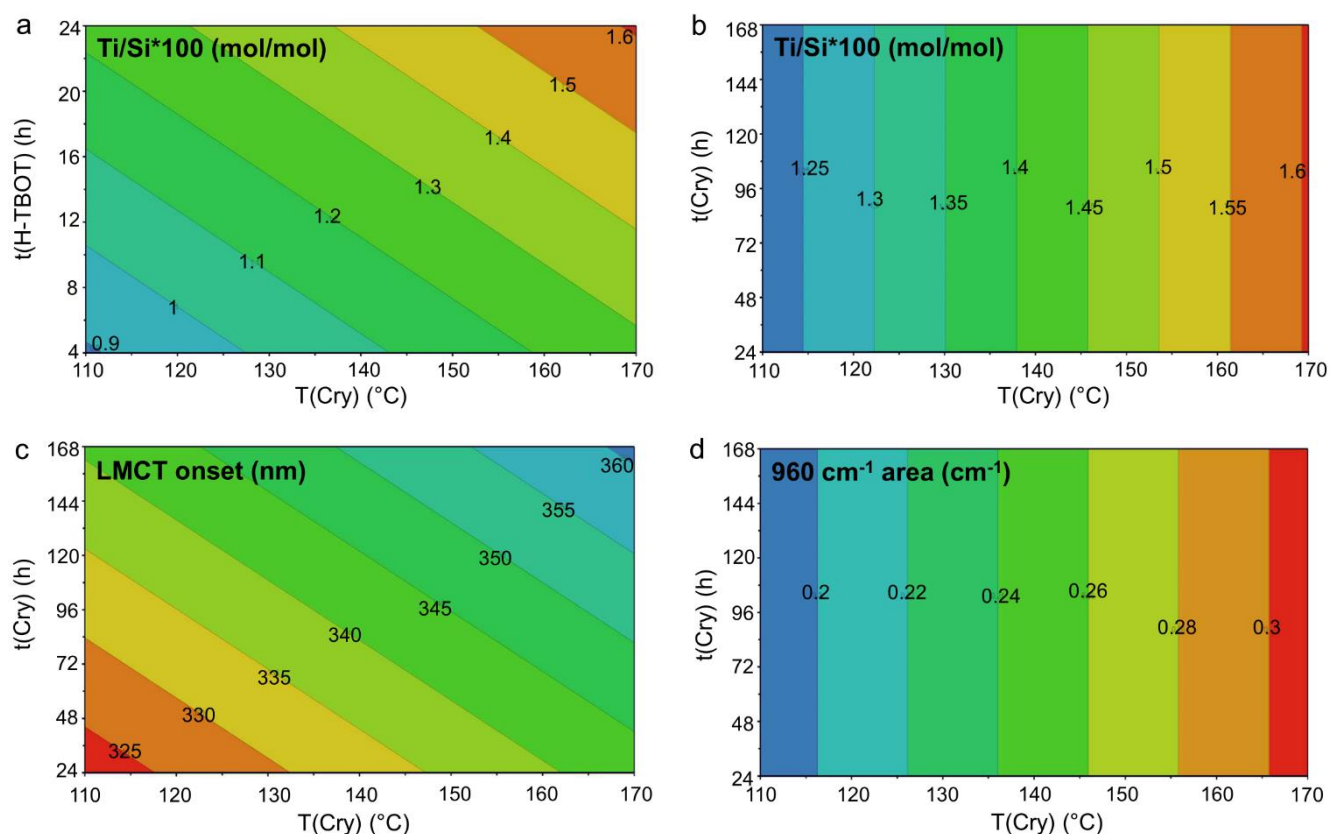 a
Ti/Si*100 (mol/mol)
24
20
16
12
8
4
t(H-TBOT) (h)
1.6
1.5
1.4
1.3
1.2
1.1
1
0.9
110 120 130 140 150 160 170
T(Cry) (°C)
b
Ti/Si*100 (mol/mol)
168
144
120
96
72
48
24
t(Cry) (h)
1.25 1.3 1.35 1.4 1.45 1.5 1.55 1.6
110 120 130 140 150 160 170
T(Cry) (°C)
c
LMCT onset (nm)
168
144
120
96
72
48
24
t(Cry) (h)
360
355
350
345
340
335
330
325
110 120 130 140 150 160 170
T(Cry) (°C)
d
960 cm⁻¹ area (cm⁻¹)
168
144
120
96
72
48
24
t(Cry) (h)
0.2 0.22 0.24 0.26 0.28 0.3
110 120 130 140 150 160 170
T(Cry) (°C)